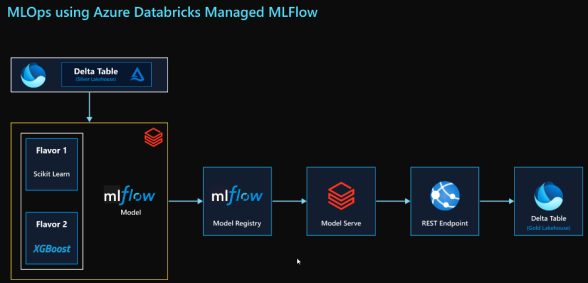 MLOps using Azure Databricks Managed MLFlow
Delta Table
(Silver Lakehouse)
Flavor 1
Scikit Learn
Flavor 2
XGBoost
mlflow
Model
mlflow
Model Registry
Model Serve
REST Endpoint
Delta Table
(Gold Lakehouse)